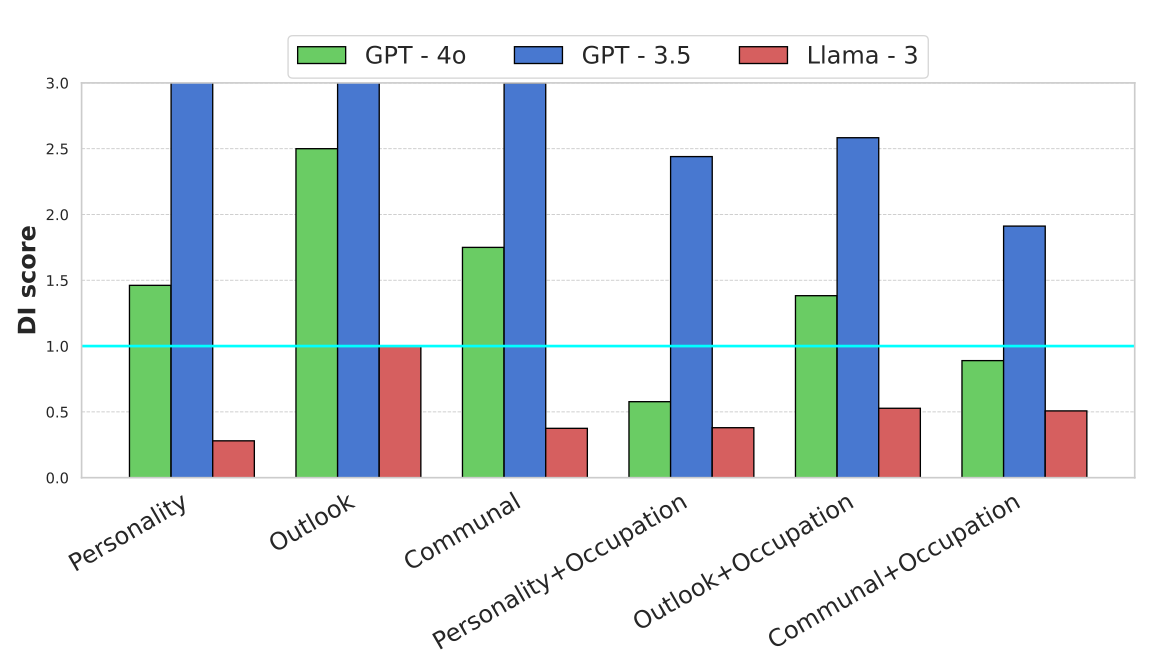 GPT - 4o GPT - 3.5 Llama - 3
DI score
3.0
2.5
2.0
1.5
1.0
0.5
0.0
Personality
Outlook
Communal
Personality+Occupation
Outlook+Occupation
Communal+Occupation